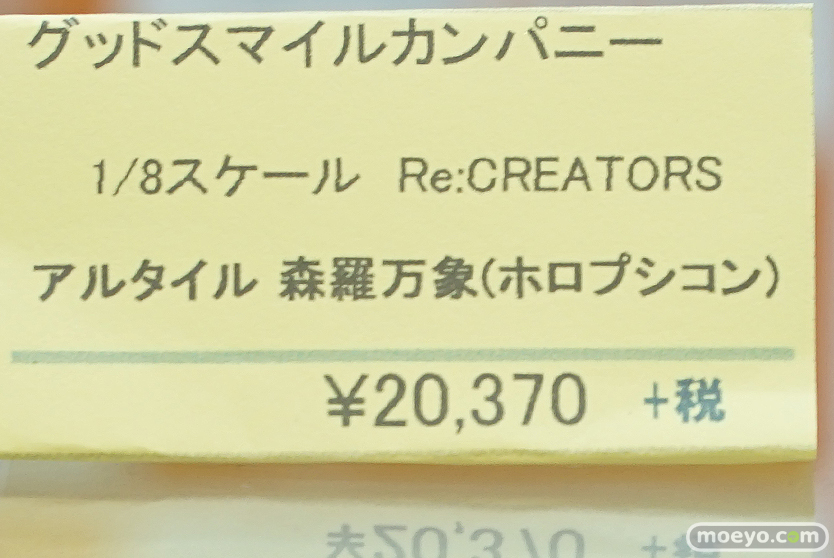 グッドスマイルカンパニー
1/8スケール Re:CREATORS
アルタイル 森羅万象(ホロプシコン)
¥20,370 +税
moeyo.com